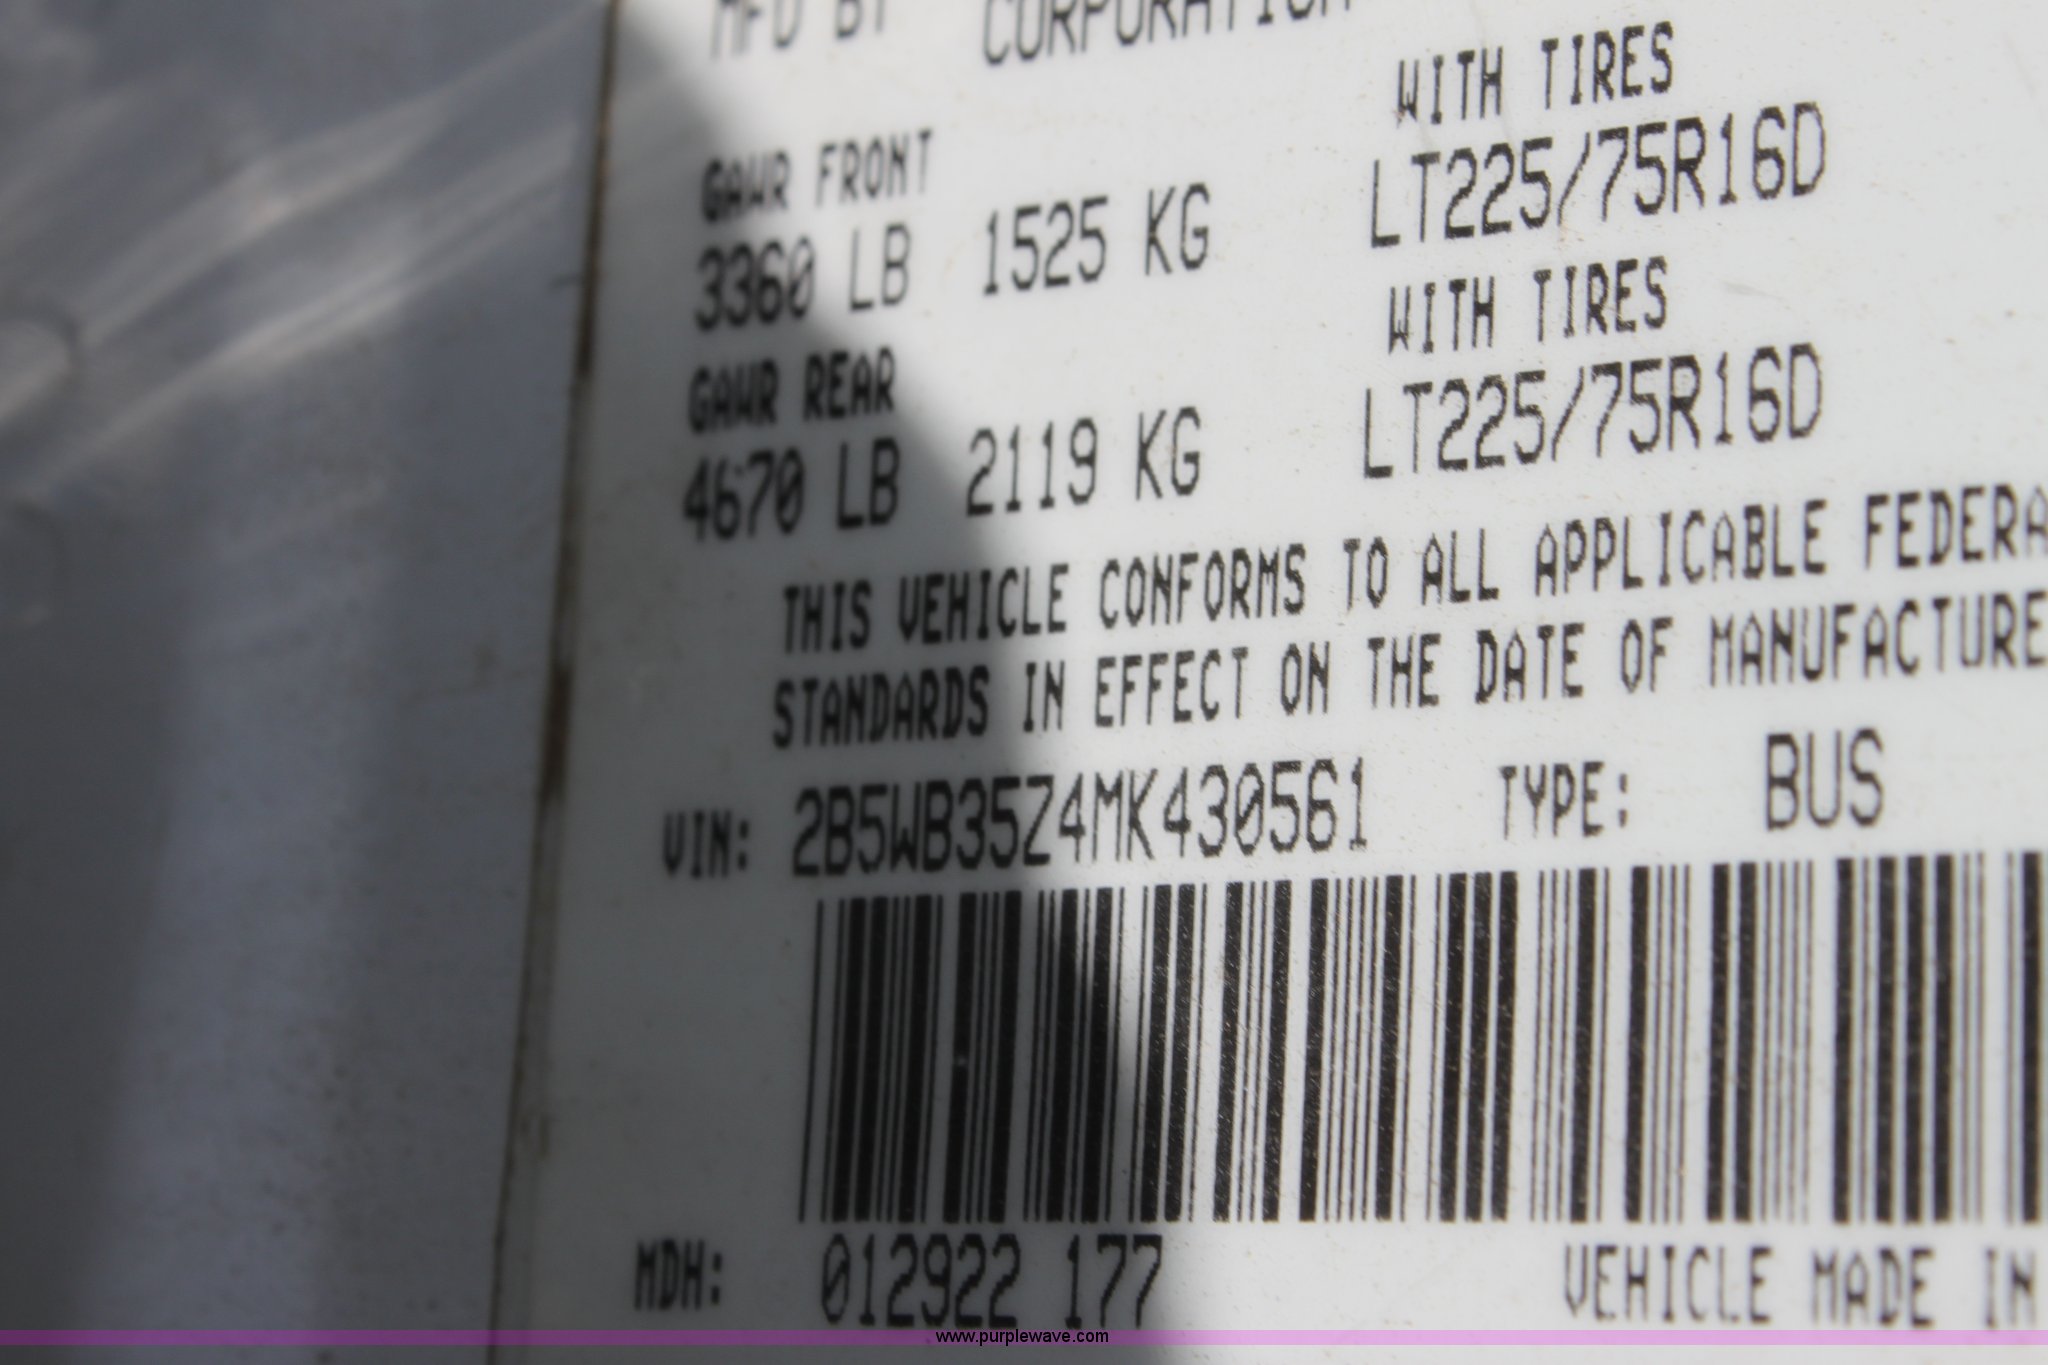 MFD BY CORPORATION
WITH TIRES
GAWR FRONT
3360 LB 1525 KG LT225/75R16D
WITH TIRES
GAWR REAR
4670 LB 2119 KG LT225/75R16D
THIS VEHICLE CONFORMS TO ALL APPLICABLE FEDERA
STANDARDS IN EFFECT ON THE DATE OF MANUFACTURE
VIN: 2B5WB35Z4MK430561 TYPE: BUS
MDH: 012922 177 VEHICLE MADE IN
www.purplewave.com